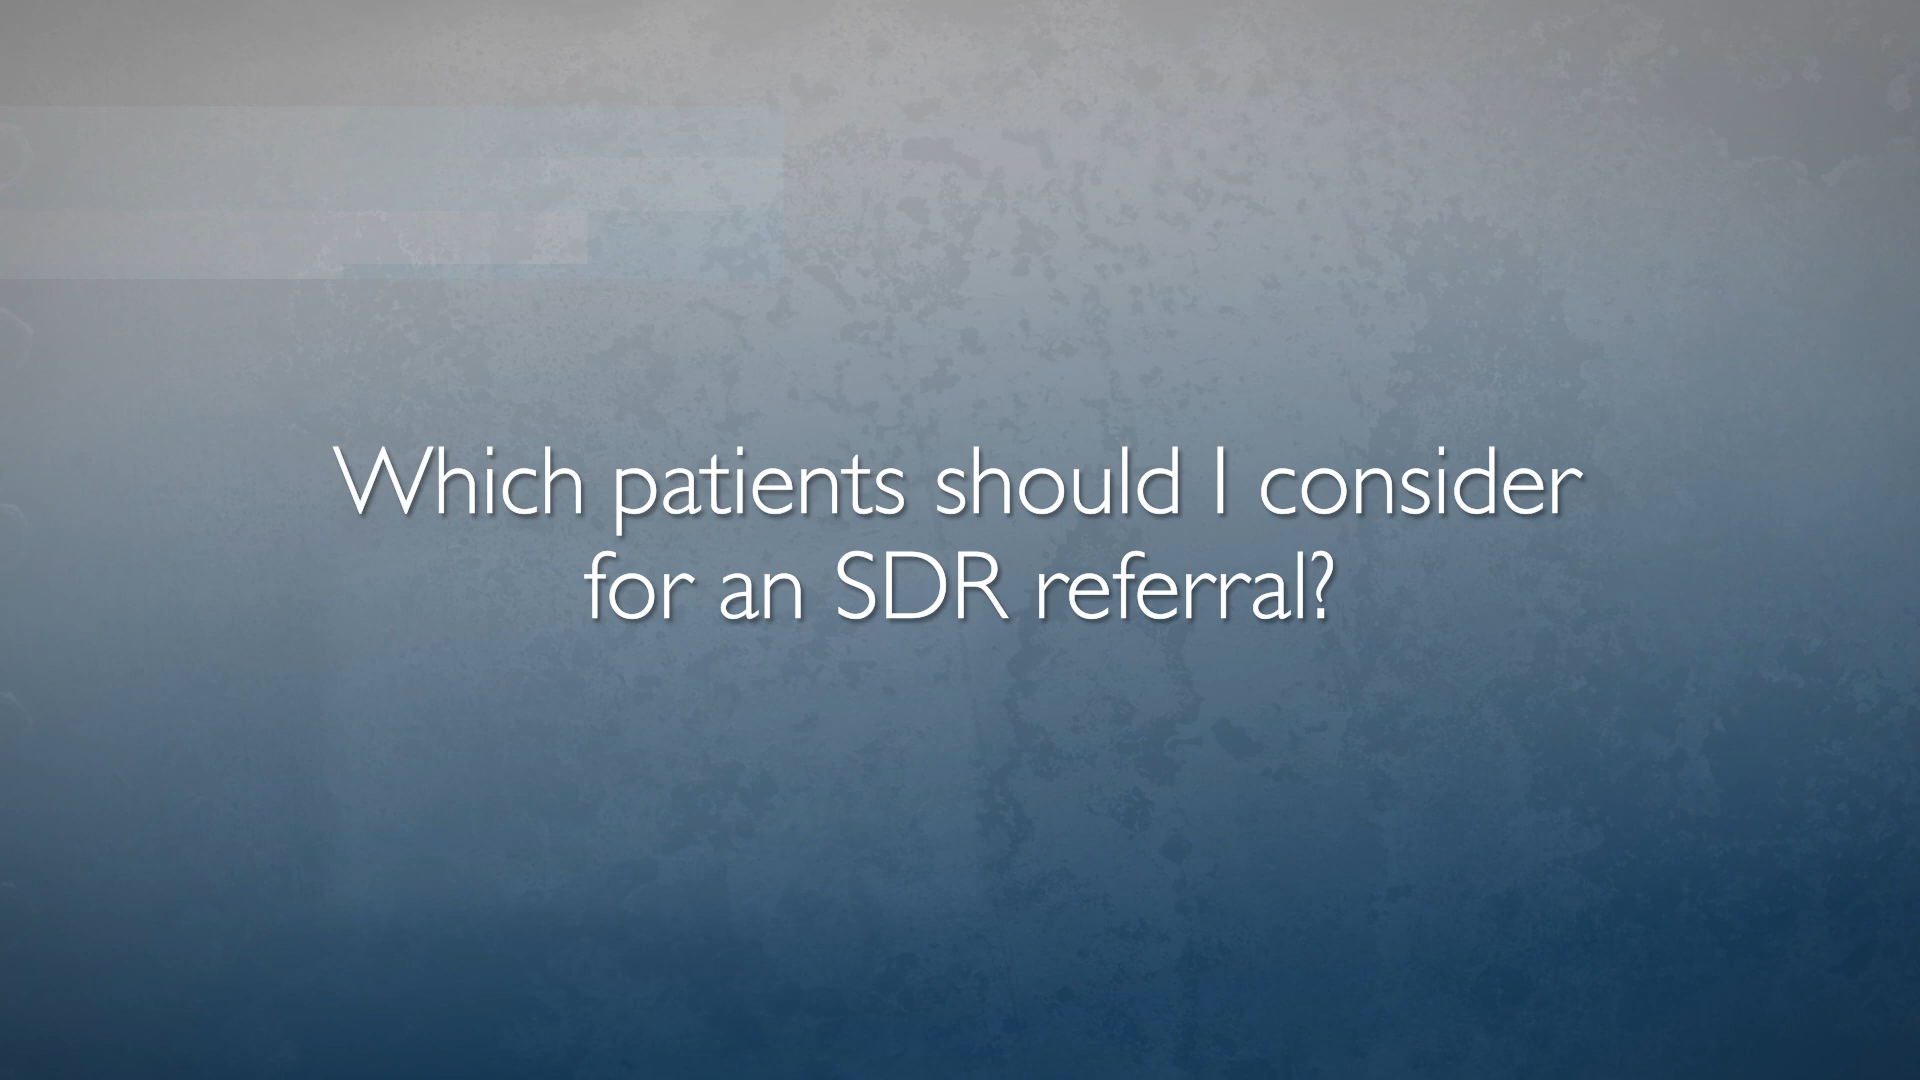 Which patients should I consider
for an SDR referral?